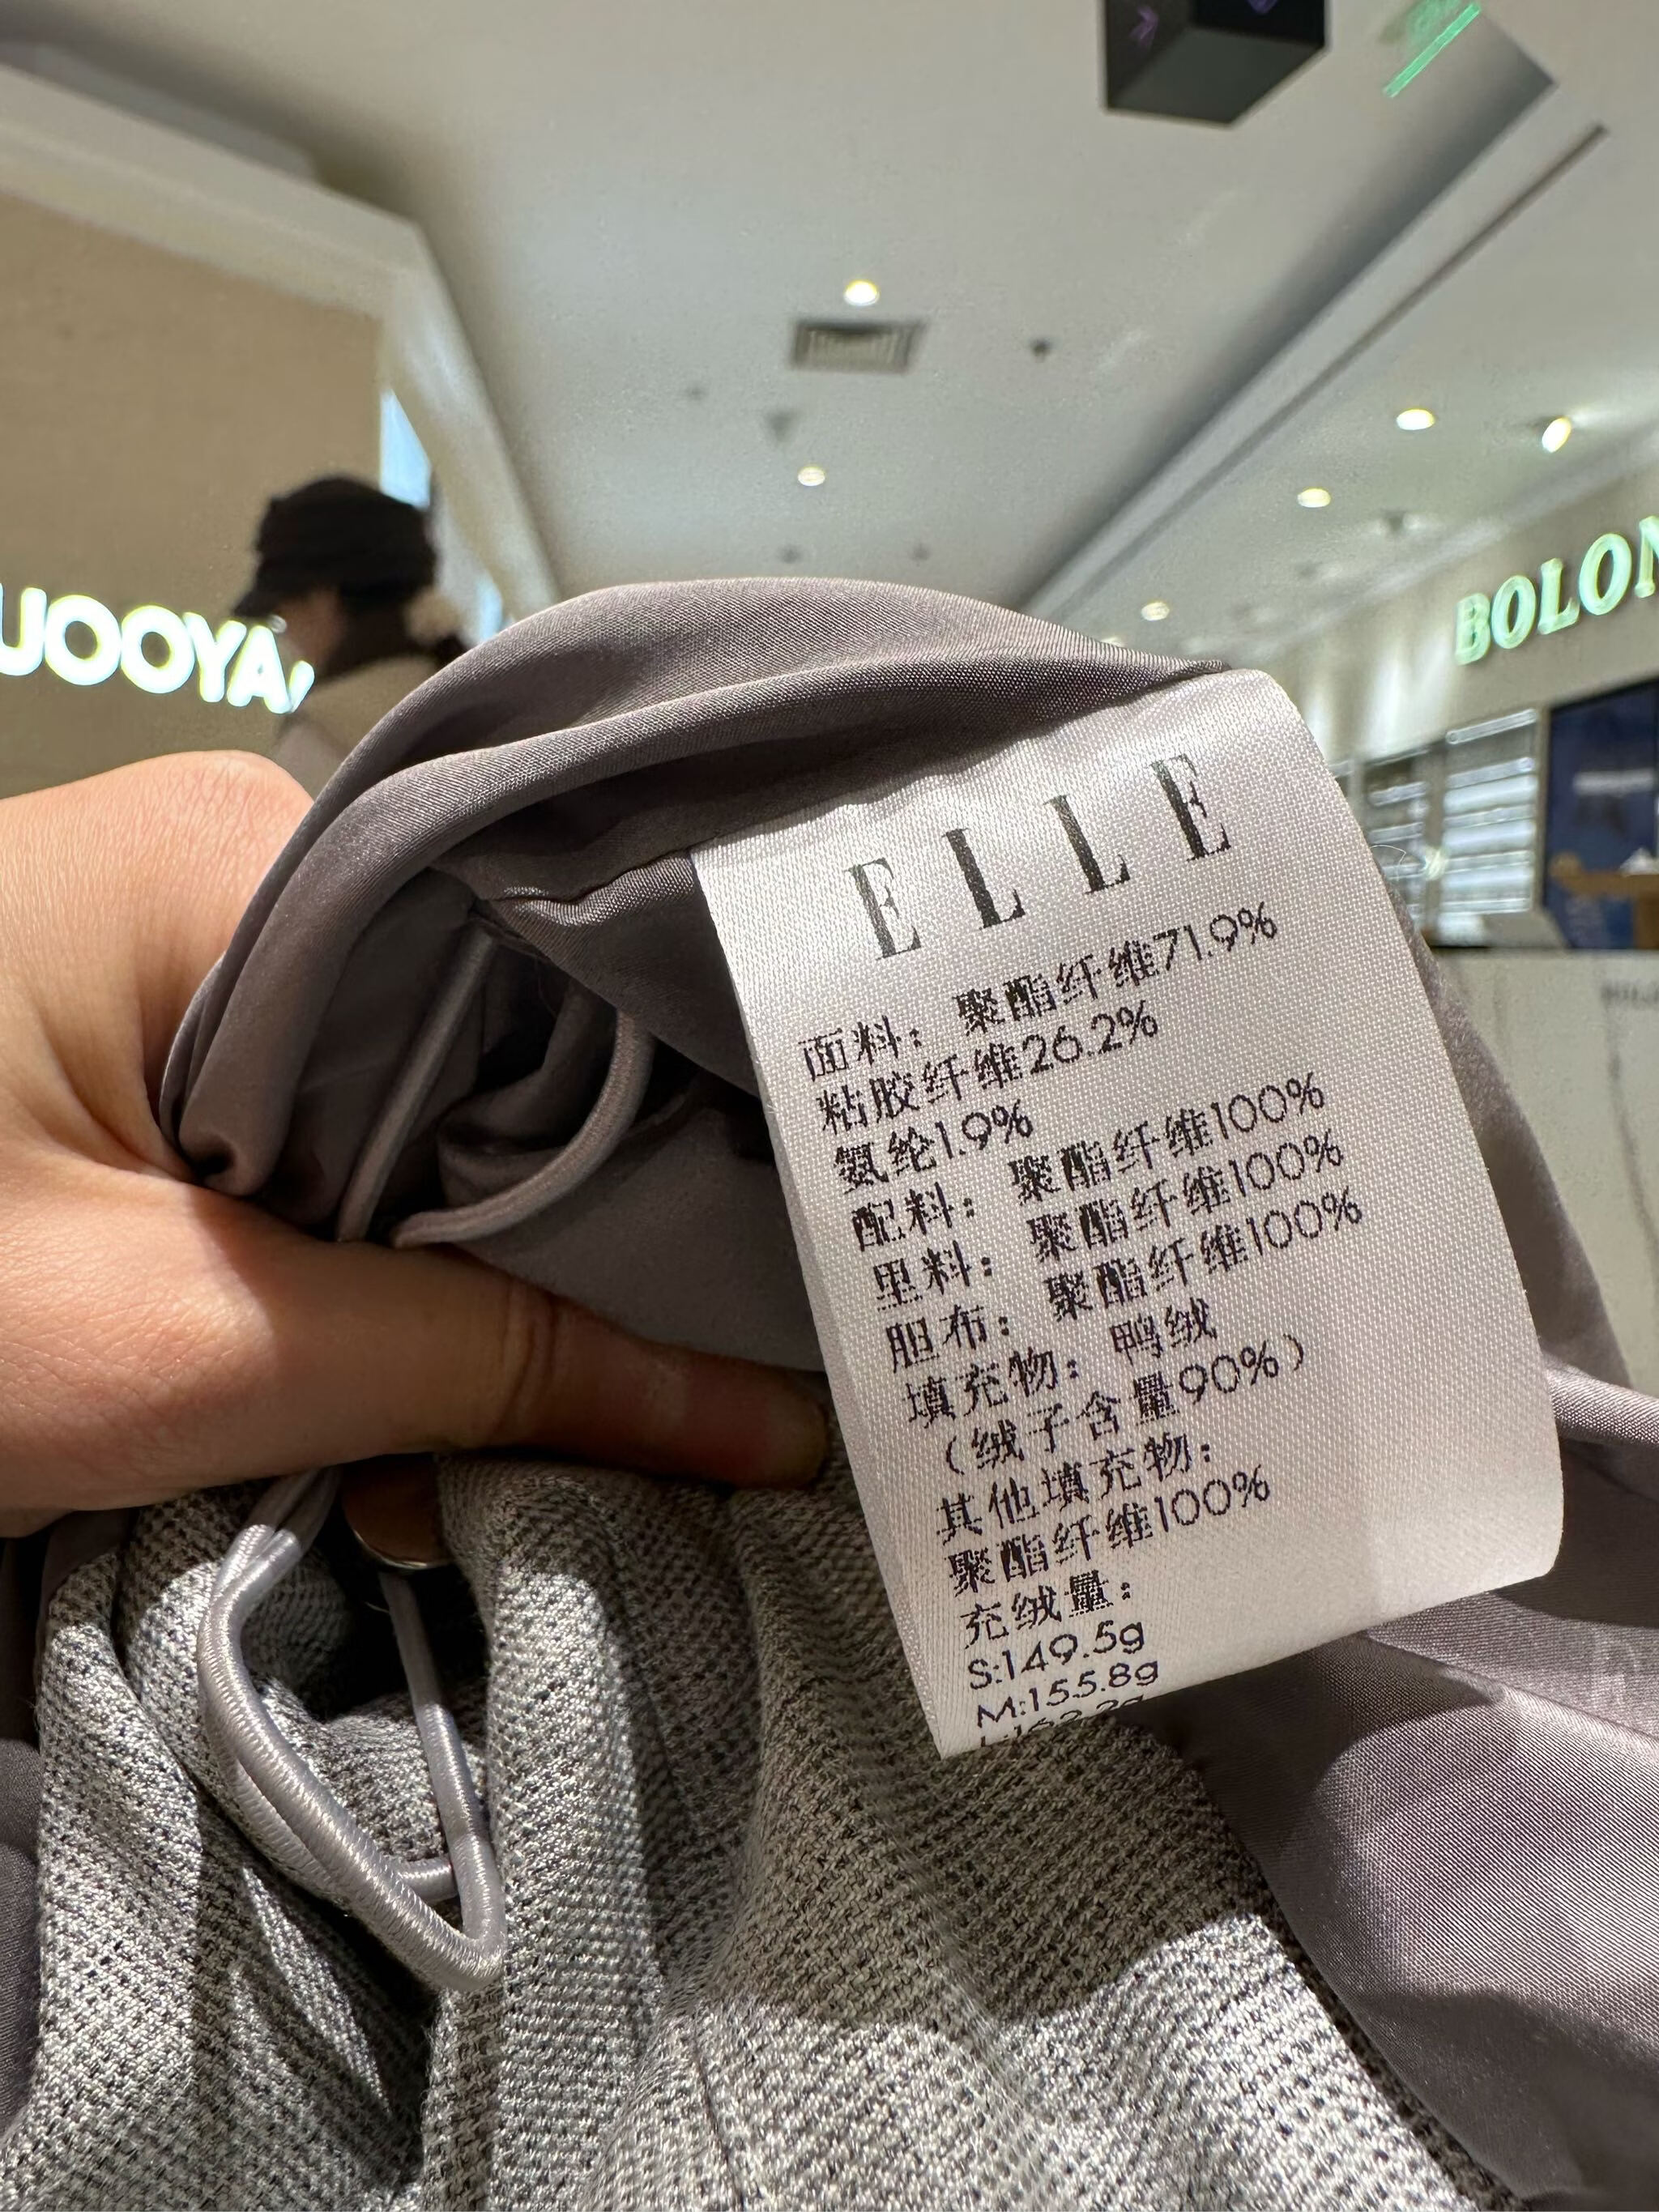 UOOYA
BOLON
ELLE
面料：聚酯纤维71.9%
粘胶纤维26.2%
氨纶1.9%
配料：聚酯纤维100%
里料：聚酯纤维100%
胆布：聚酯纤维100%
填充物：鸭绒
（绒子含量90%）
其他填充物：
聚酯纤维100%
充绒量：
S:149.5g
M:155.8g